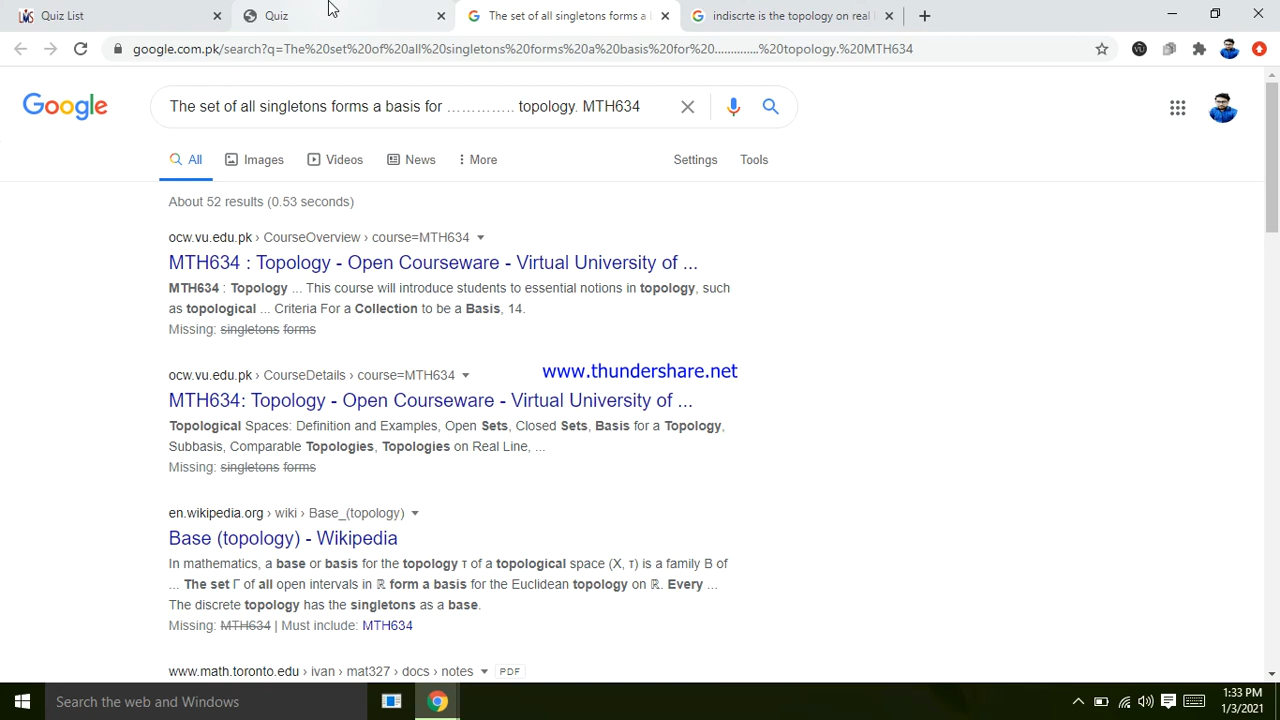 Quiz List
Quiz
The set of all singletons forms a
indiscrte is the topology on real l
google.com.pk/search?q=The%20set%20of%20all%20singletons%20forms%20a%20basis%20for%20..............%20topology.%20MTH634
Google
The set of all singletons forms a basis for ………….. topology. MTH634
All
Images
Videos
News
More
Settings
Tools
About 52 results (0.53 seconds)
ocw.vu.edu.pk › CourseOverview › course=MTH634
MTH634 : Topology - Open Courseware - Virtual University of ...
MTH634 : Topology ... This course will introduce students to essential notions in topology, such
as topological ... Criteria For a Collection to be a Basis, 14.
Missing: singletons forms
ocw.vu.edu.pk › CourseDetails › course=MTH634
www.thundershare.net
MTH634: Topology - Open Courseware - Virtual University of ...
Topological Spaces: Definition and Examples, Open Sets, Closed Sets, Basis for a Topology,
Subbasis, Comparable Topologies, Topologies on Real Line, ...
Missing: singletons forms
en.wikipedia.org › wiki › Base_(topology)
Base (topology) - Wikipedia
In mathematics, a base or basis for the topology τ of a topological space (X, τ) is a family B of
... The set Γ of all open intervals in ℝ form a basis for the Euclidean topology on ℝ. Every ...
The discrete topology has the singletons as a base.
Missing: MTH634 | Must include: MTH634
www.math.toronto.edu › ivan › mat327 › docs › notes
PDF
Search the web and Windows
1:33 PM
1/3/2021